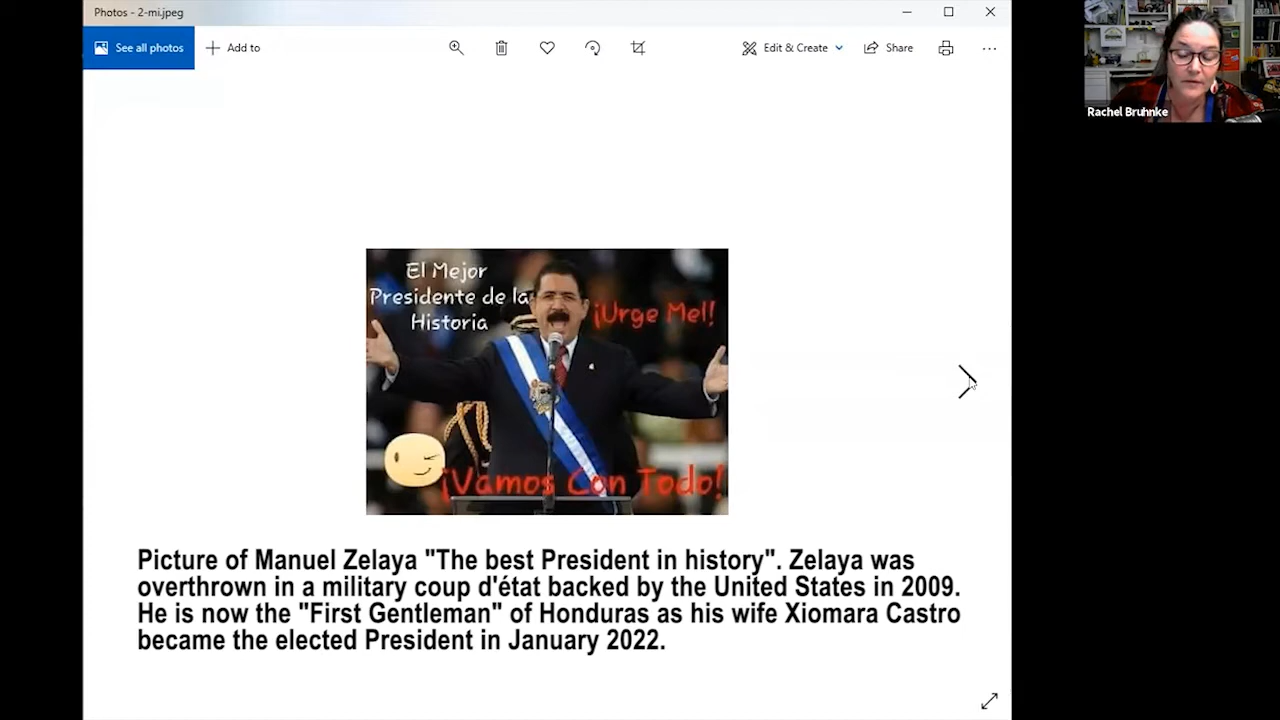 Photos - 2-mi.jpeg
See all photos
Add to
Edit & Create
Share
Rachel Bruhnke
El Mejor
Presidente de la
Historia
¡Urge Mel!
¡Vamos Con Todo!
Picture of Manuel Zelaya "The best President in history". Zelaya was
overthrown in a military coup d'état backed by the United States in 2009.
He is now the "First Gentleman" of Honduras as his wife Xiomara Castro
became the elected President in January 2022.